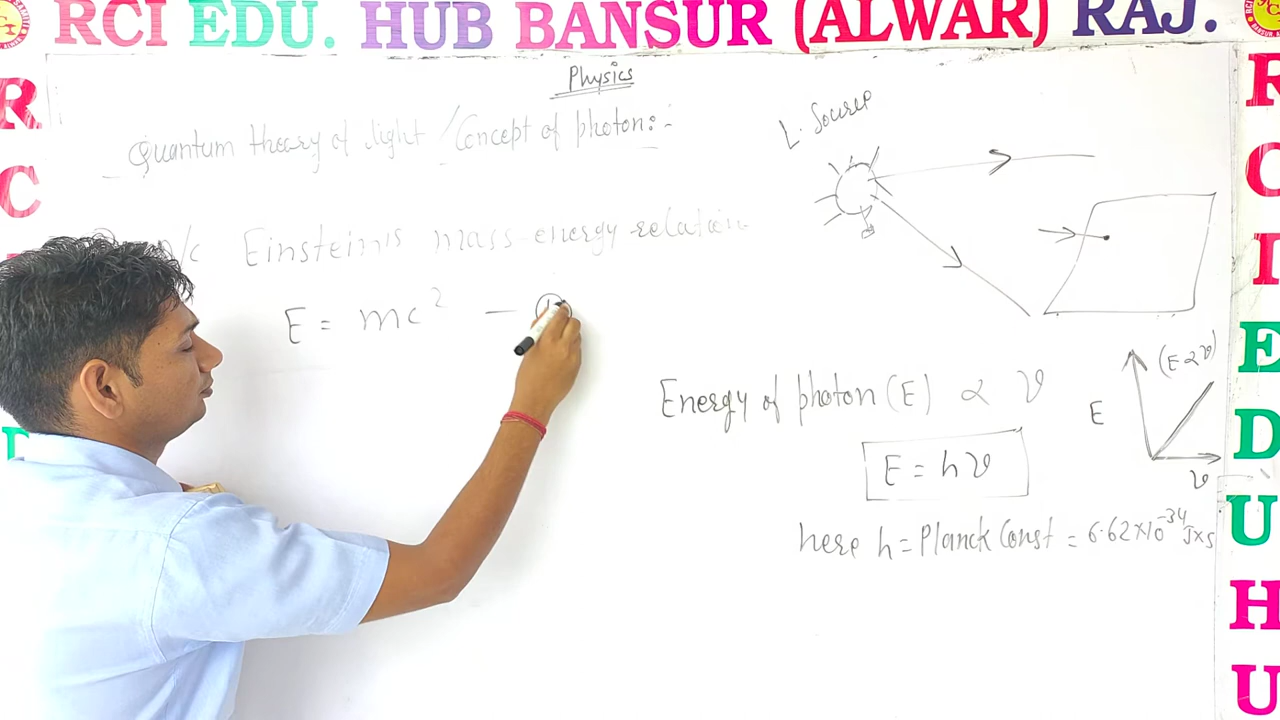 RCI EDU. HUB BANSUR (ALWAR) RAJ.
Physics
Quantum theory of light / Concept of photon:-
L. Source
Einstein's mass-energy relation
E = mc² — ①
Energy of photon (E) ∝ ν
E = hν
(E ∝ ν)
E
ν
here h = Planck Const = 6.62×10⁻³⁴ J×s
R
C
R
C
I
E
D
U
H
U